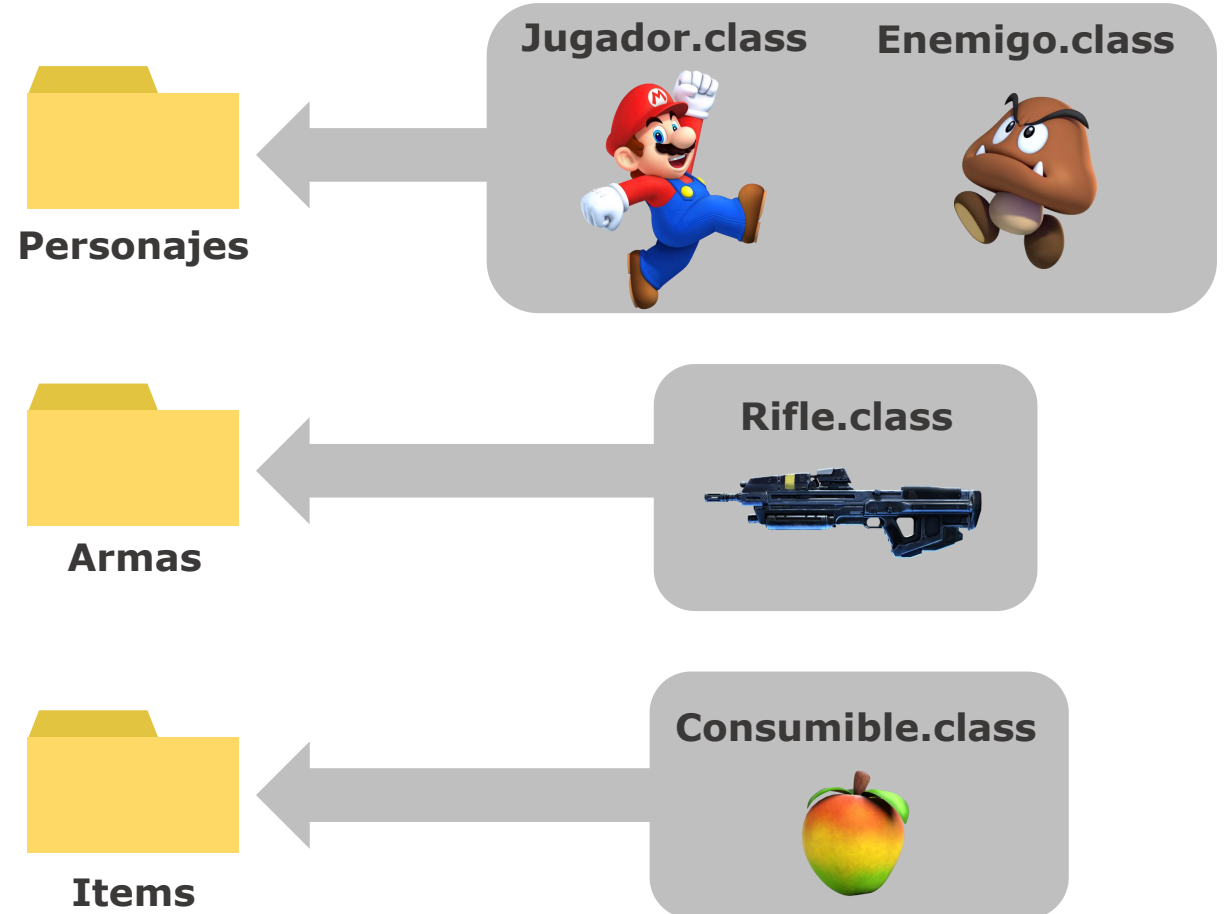 Jugador.class
Enemigo.class
Personajes
Rifle.class
Armas
Consumible.class
Items